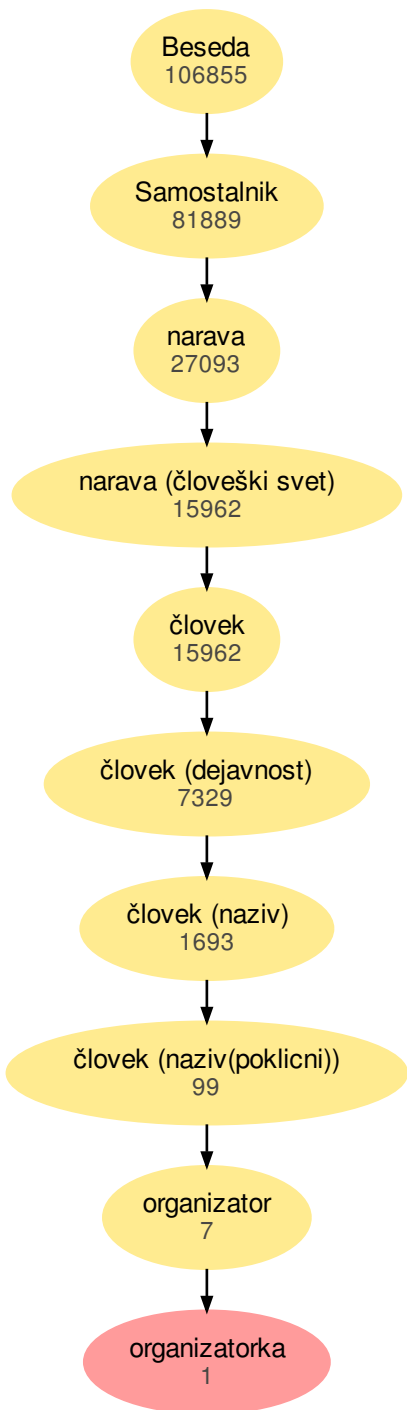 Beseda
106855
Samostalnik
81889
narava
27093
narava (človeški svet)
15962
človek
15962
človek (dejavnost)
7329
človek (naziv)
1693
človek (naziv(poklicni))
99
organizator
7
organizatorka
1